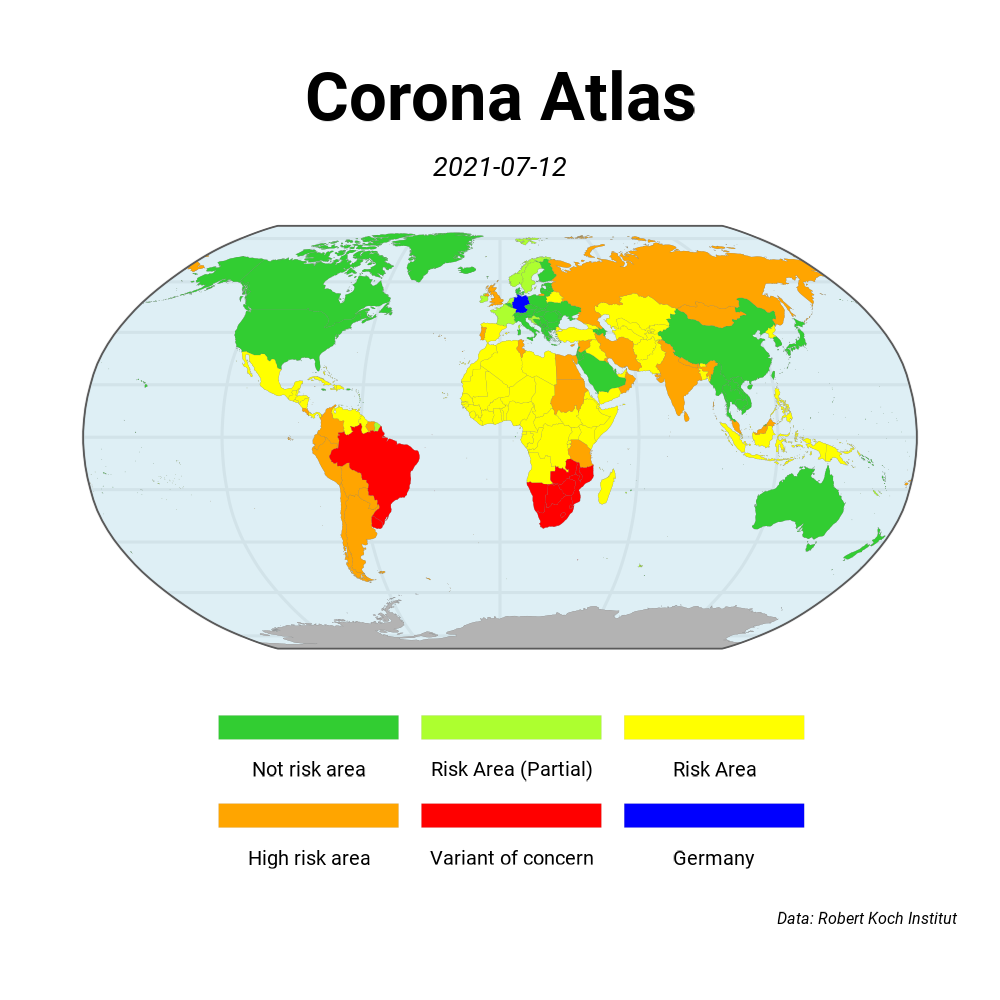 Corona Atlas
2021-07-12
Not risk area
Risk Area (Partial)
Risk Area
High risk area
Variant of concern
Germany
Data: Robert Koch Institut